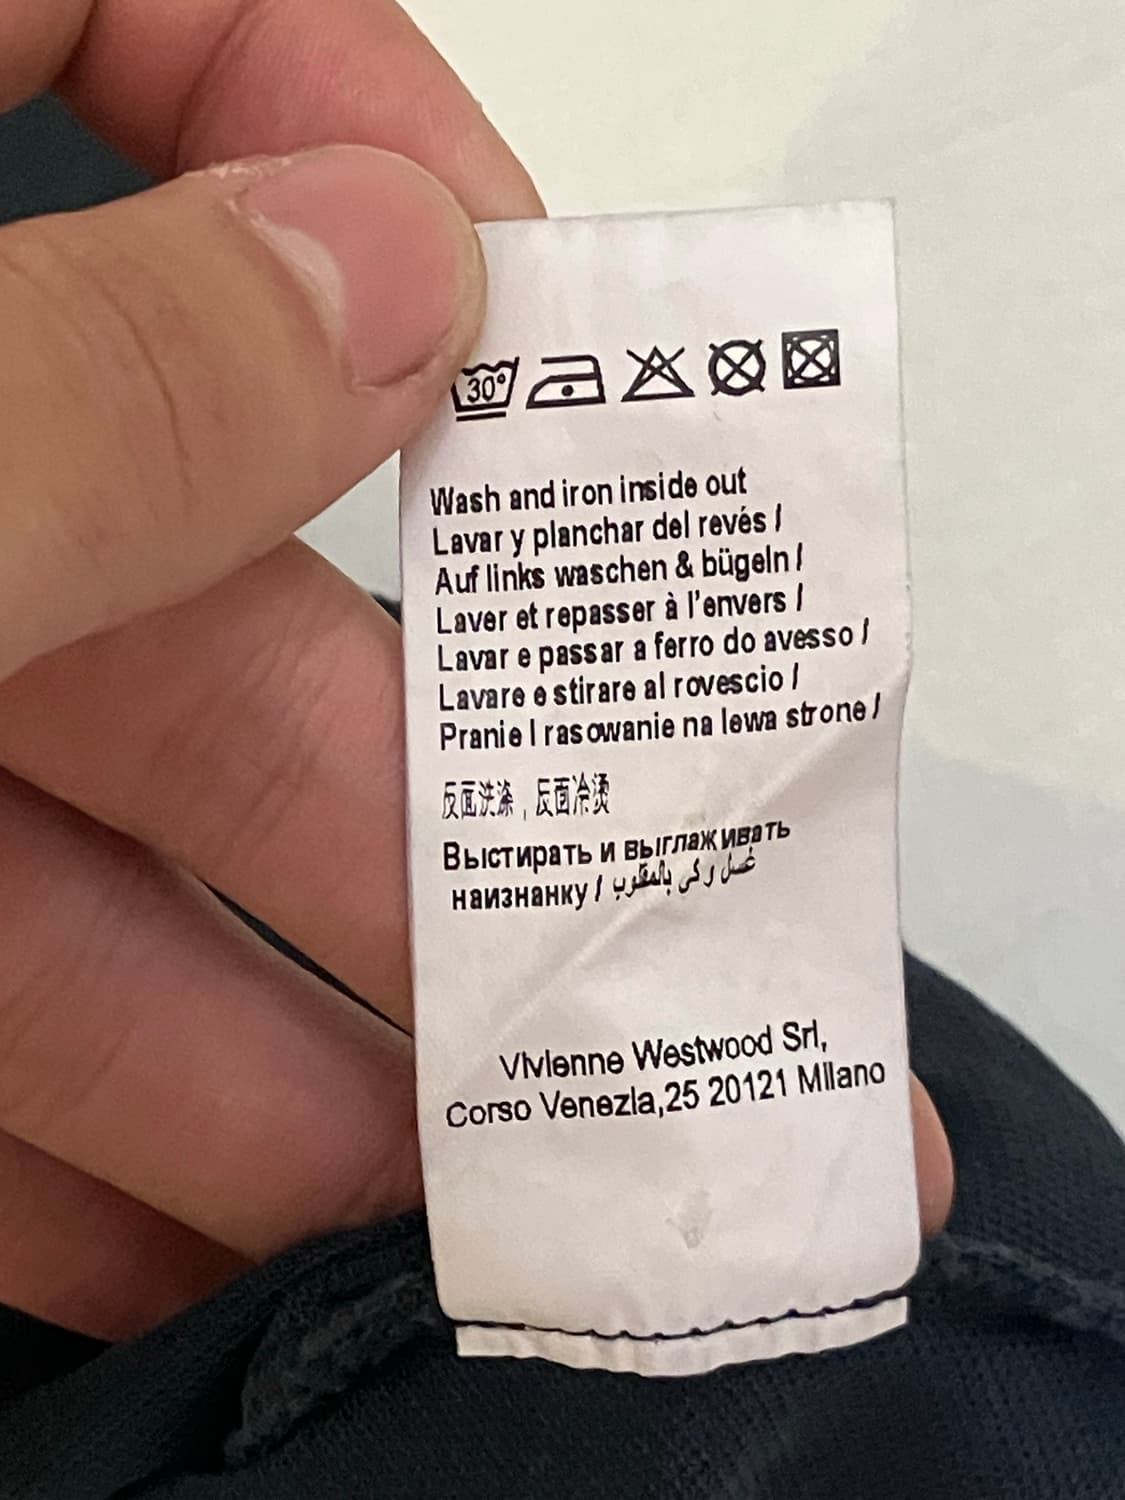 30°
Wash and iron inside out
Lavar y planchar del revés /
Auf links waschen & bügeln /
Laver et repasser à l'envers /
Lavar e passar a ferro do avesso /
Lavare e stirare al rovescio /
Pranie I rasowanie na lewa strone /
反面洗涤 , 反面冷烫
Выстирать и выглаживать
наизнанку / غسل و كي بالمقلوب
Vivienne Westwood Srl,
Corso Venezia,25 20121 Milano